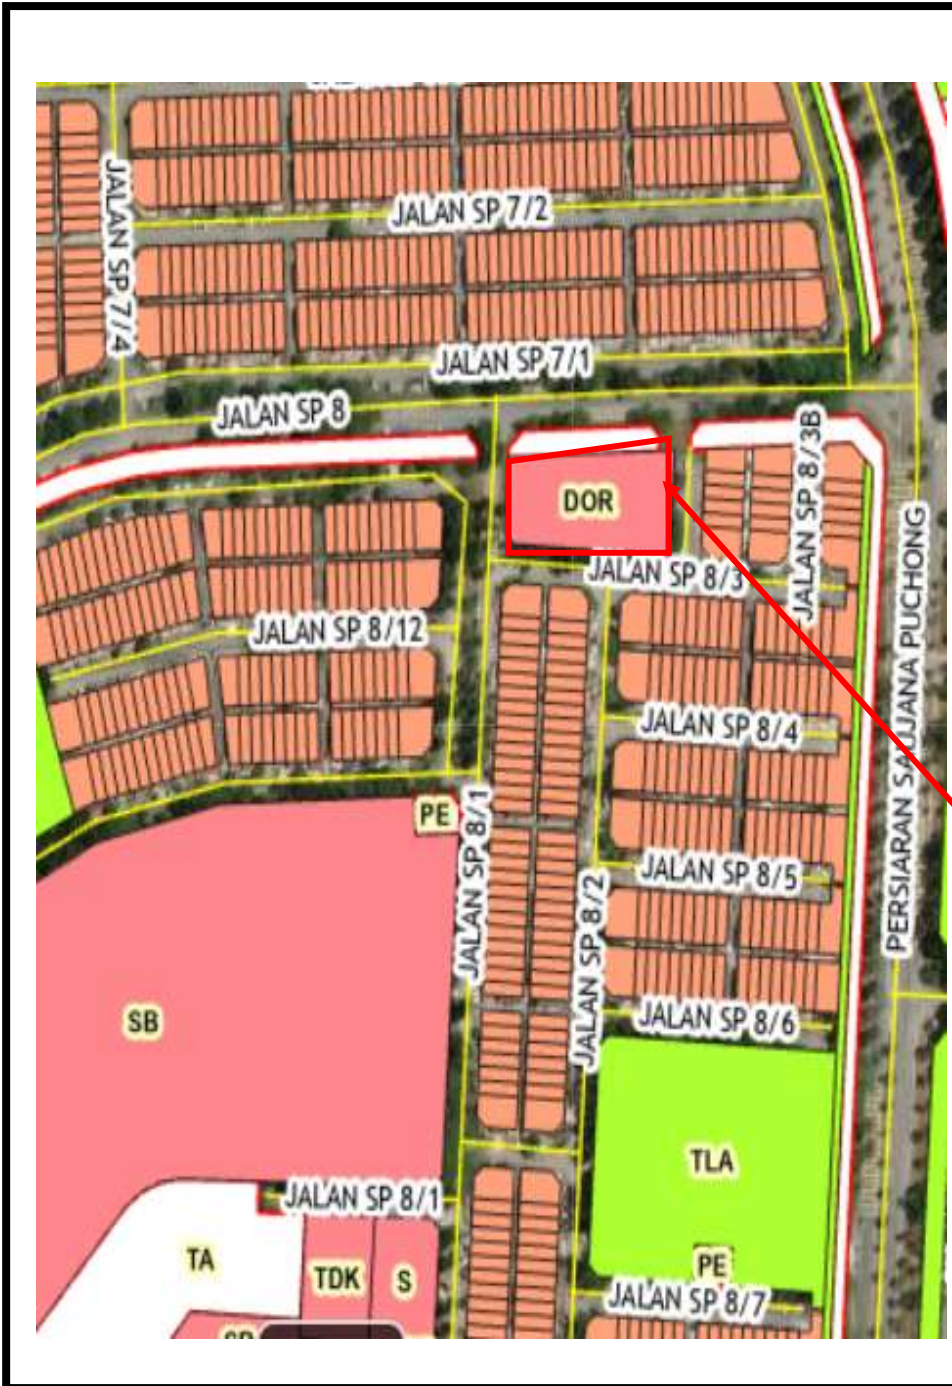 JALAN SP 7/4
JALAN SP 7/2
JALAN SP 7/1
JALAN SP 8
JALAN SP 8/3B
DOR
JALAN SP 8/3
JALAN SP 8/12
PERSIARAN SAUJANA PUCHONG
JALAN SP 8/4
PE
JALAN SP 8/1
JALAN SP 8/5
JALAN SP 8/2
SB
JALAN SP 8/6
TLA
JALAN SP 8/1
TA
TDK
S
PE
JALAN SP 8/7